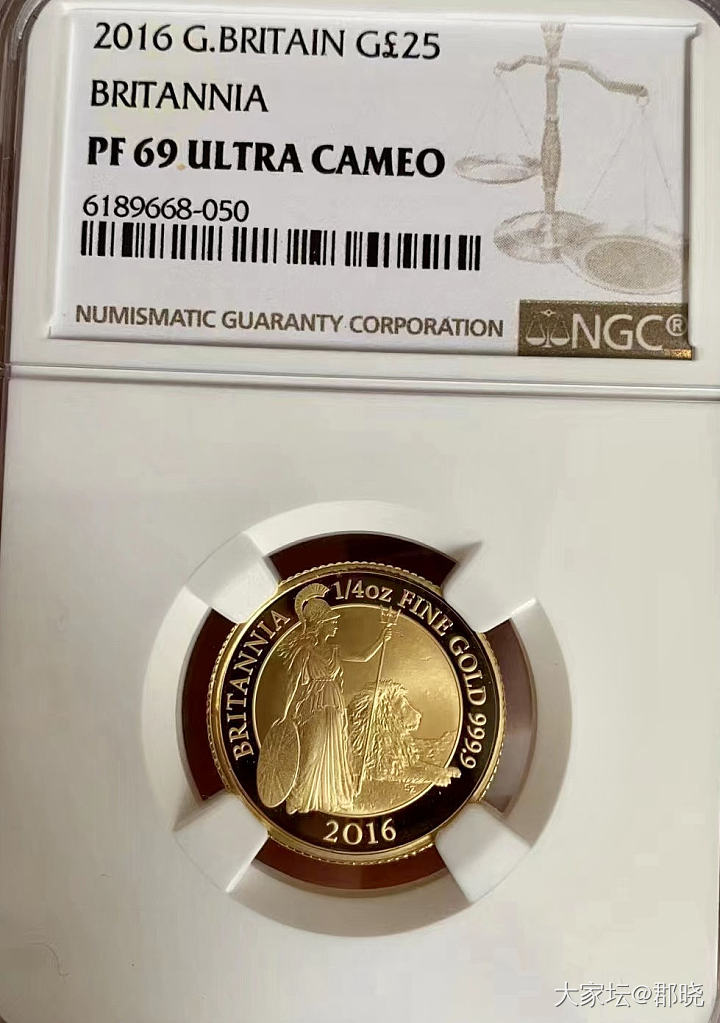 2016 G.BRITAIN G£25
BRITANNIA
PF 69 ULTRA CAMEO
6189668-050
NUMISMATIC GUARANTY CORPORATION
NGC®
BRITANNIA 1/4oz FINE GOLD 999.9
2016
大家坛@郡晓